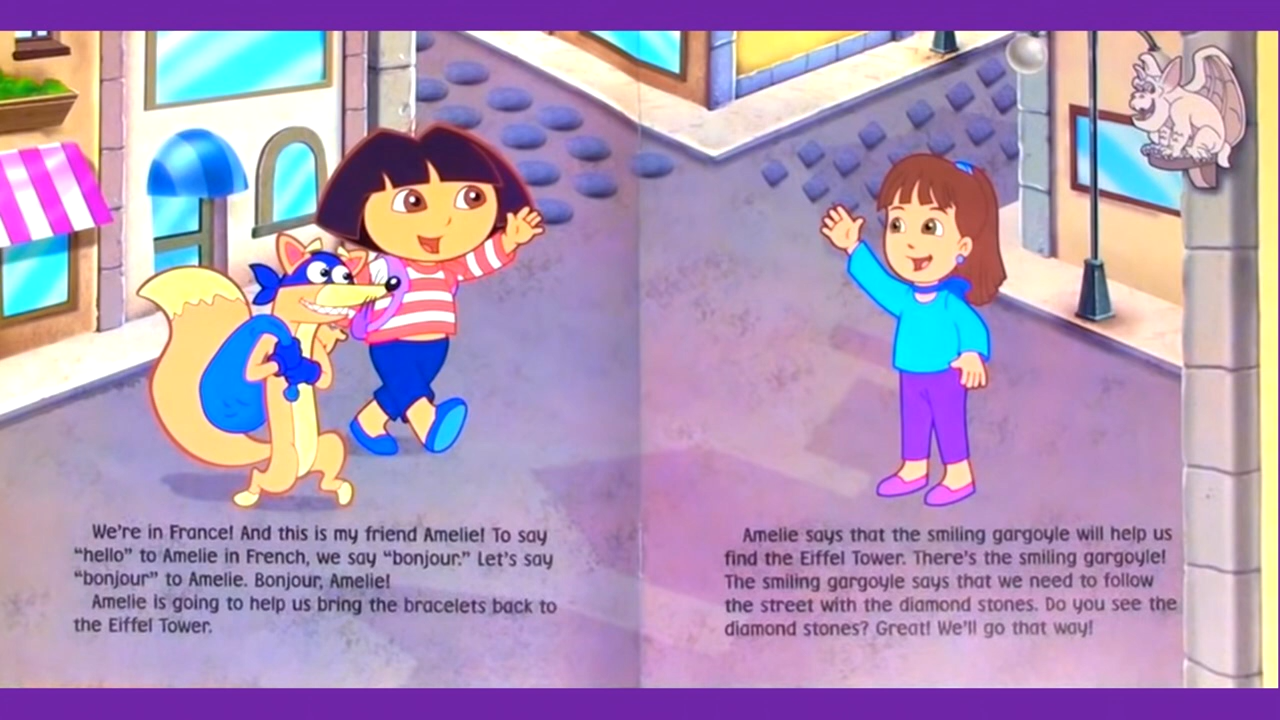 We're in France! And this is my friend Amelie! To say
"hello" to Amelie in French, we say "bonjour." Let's say
"bonjour" to Amelie. Bonjour, Amelie!
Amelie is going to help us bring the bracelets back to
the Eiffel Tower.
Amelie says that the smiling gargoyle will help us
find the Eiffel Tower. There's the smiling gargoyle!
The smiling gargoyle says that we need to follow
the street with the diamond stones. Do you see the
diamond stones? Great! We'll go that way!